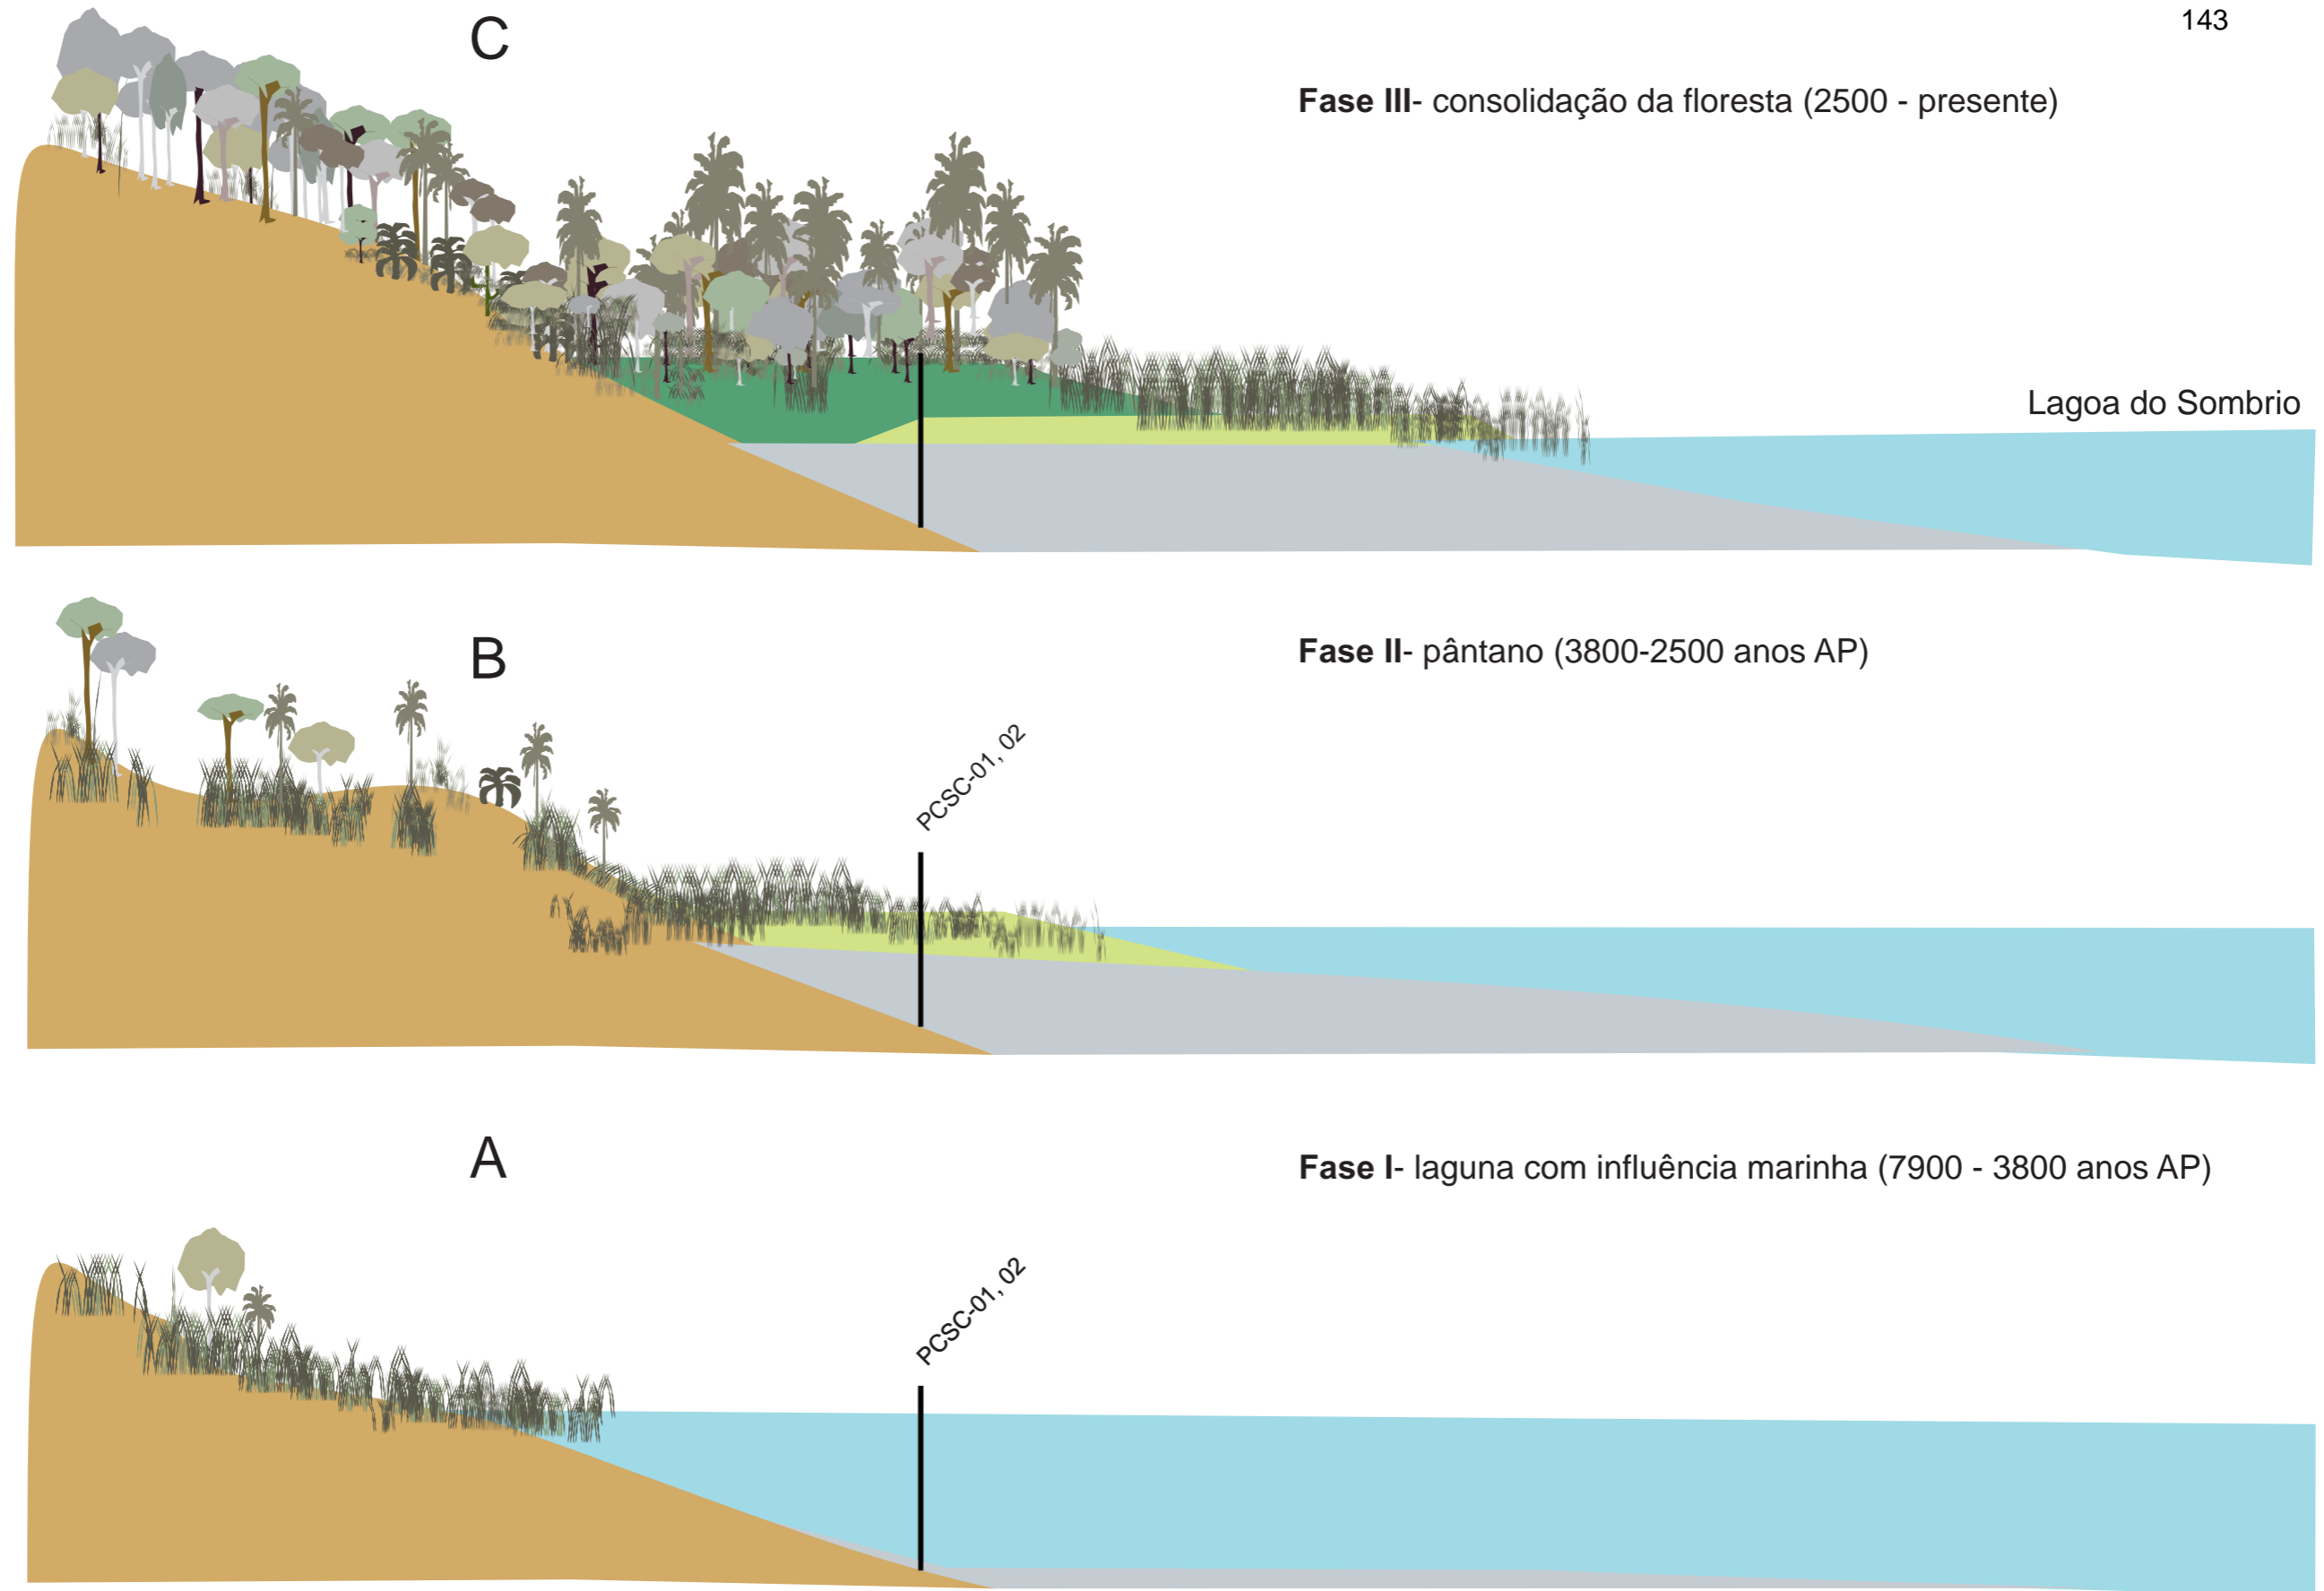 143
C
Fase III- consolidação da floresta (2500 - presente)
Lagoa do Sombrio
B
Fase II- pântano (3800-2500 anos AP)
PCSC-01, 02
A
Fase I- laguna com influência marinha (7900 - 3800 anos AP)
PCSC-01, 02